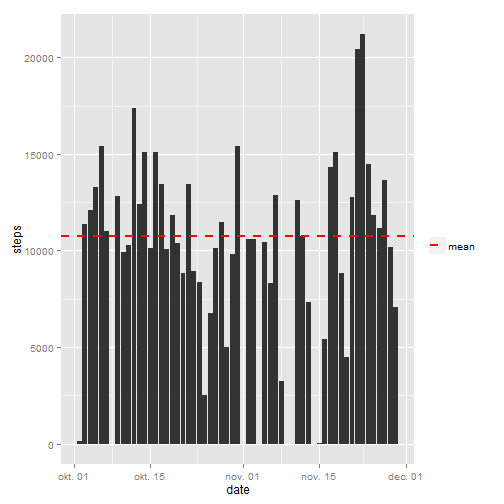 20000
15000
10000
5000
0
steps
okt. 01
okt. 15
nov. 01
nov. 15
dec. 01
date
mean